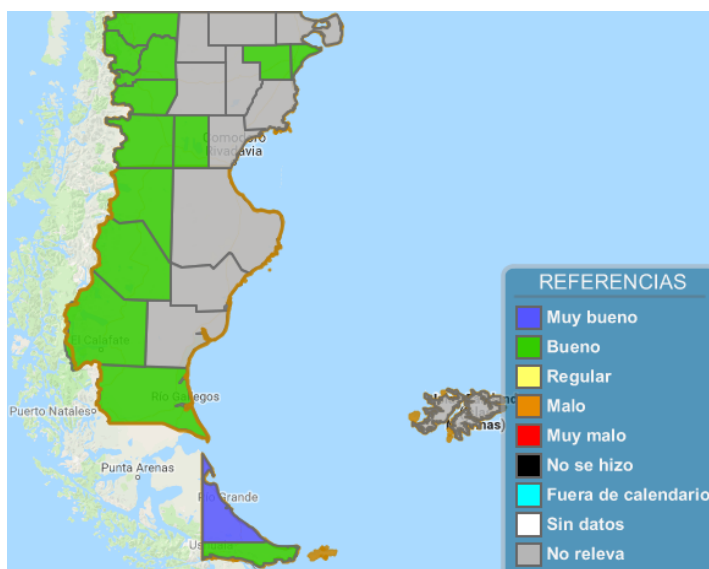 Comodoro
Rivadavia
REFERENCIAS
Muy bueno
Bueno
El Calafate
Regular
Malo
Río Gallegos
Puerto Natales
Muy malo
No se hizo
Punta Arenas
Fuera de calendario
Río Grande
Sin datos
No releva